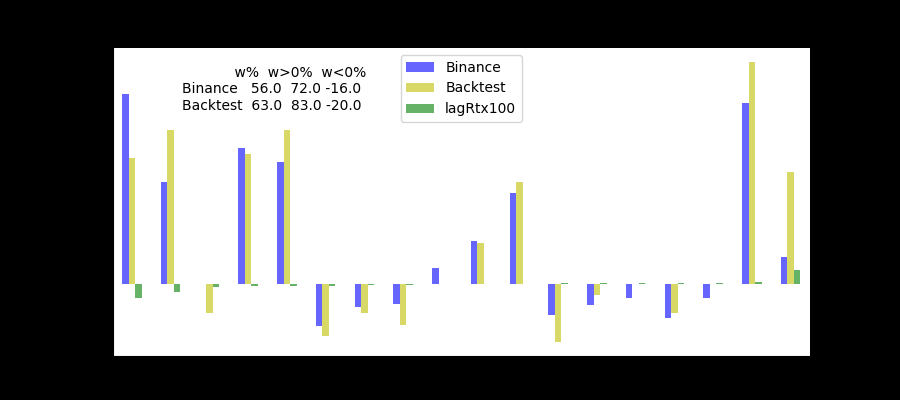 w%  w>0%  w<0%
Binance  56.0  72.0 -16.0
Backtest  63.0  83.0 -20.0
Binance
Backtest
lagRtx100